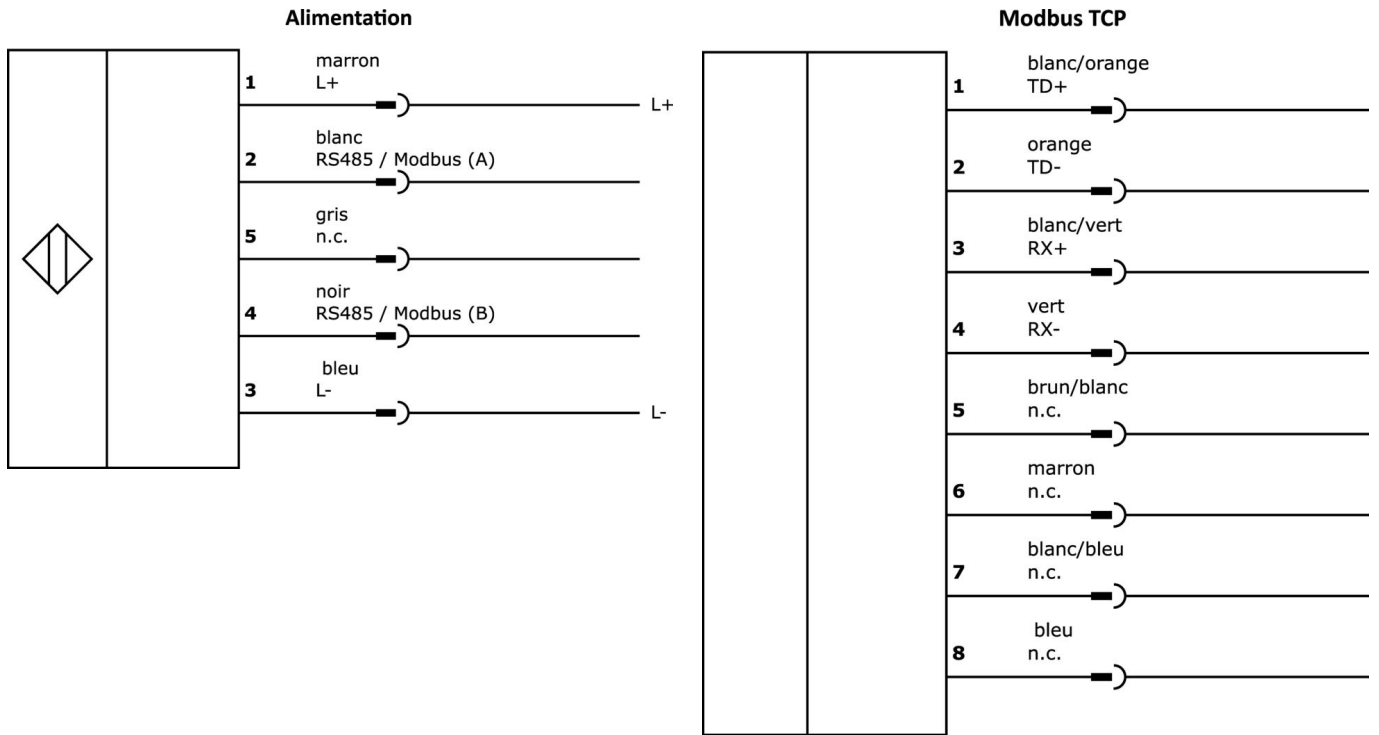 Alimentation
marron
1 L+
L+
blanc
2 RS485 / Modbus (A)
gris
5 n.c.
noir
4 RS485 / Modbus (B)
bleu
3 L-
L-
Modbus TCP
blanc/orange
1 TD+
orange
2 TD-
blanc/vert
3 RX+
vert
4 RX-
brun/blanc
5 n.c.
marron
6 n.c.
blanc/bleu
7 n.c.
bleu
8 n.c.